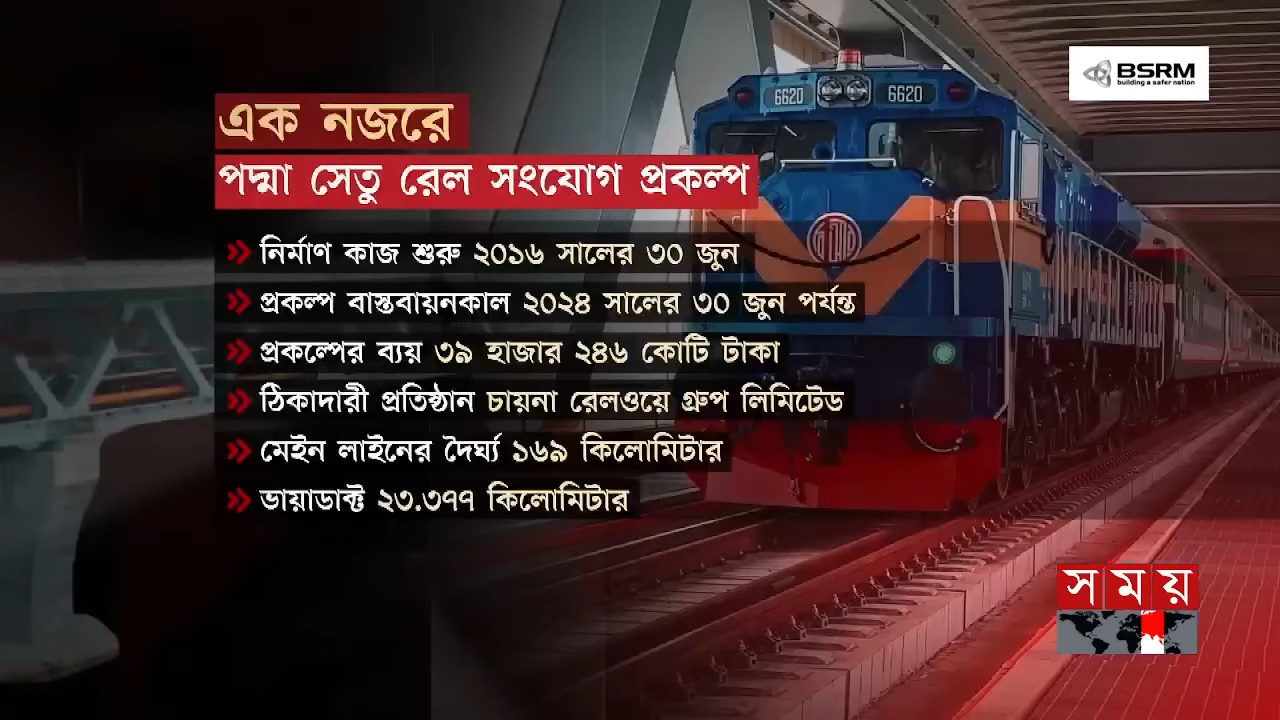 BSRM
building a safer nation
6620
6620
এক নজরে
পদ্মা সেতু রেল সংযোগ প্রকল্প
নির্মাণ কাজ শুরু ২০১৬ সালের ৩০ জুন
প্রকল্প বাস্তবায়নকাল ২০২৪ সালের ৩০ জুন পর্যন্ত
প্রকল্পের ব্যয় ৩৯ হাজার ২৪৬ কোটি টাকা
ঠিকাদারী প্রতিষ্ঠান চায়না রেলওয়ে গ্রুপ লিমিটেড
মেইন লাইনের দৈর্ঘ্য ১৬৯ কিলোমিটার
ভায়াডাক্ট ২৩.৩৭৭ কিলোমিটার
সময়